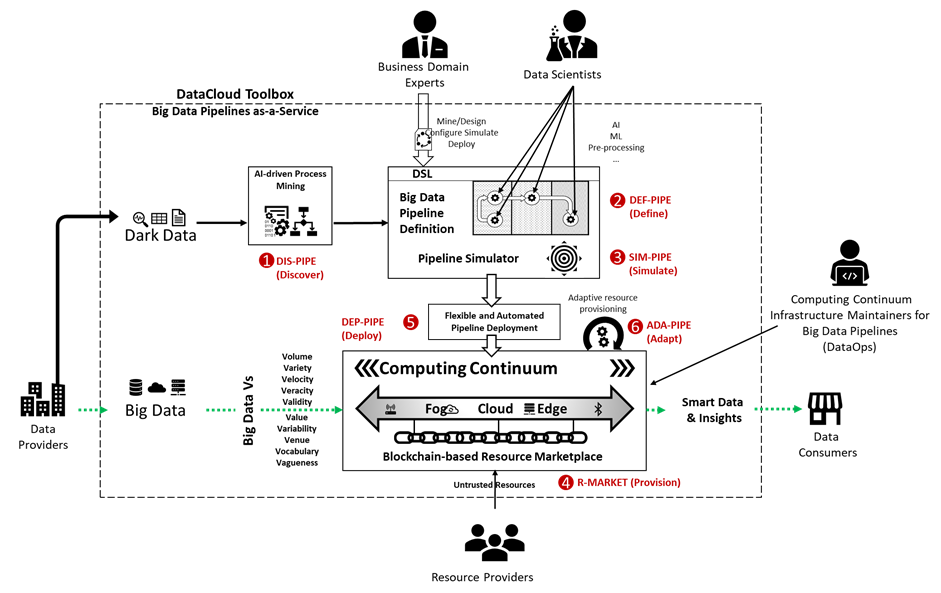 Business Domain
Experts
Data Scientists
DataCloud Toolbox
Big Data Pipelines as-a-Service
Mine/Design
Configure Simulate
Deploy
AI
ML
Pre-processing
...
DSL
Big Data
Pipeline
Definition
Pipeline Simulator
2 DEF-PIPE
(Define)
3 SIM-PIPE
(Simulate)
AI-driven Process
Mining
1 DIS-PIPE
(Discover)
Dark Data
DEP-PIPE 5
(Deploy)
Flexible and Automated
Pipeline Deployment
Adaptive resource
provisioning
6 ADA-PIPE
(Adapt)
Computing Continuum
Infrastructure Maintainers for
Big Data Pipelines
(DataOps)
Data
Providers
Big Data
Big Data Vs
Volume
Variety
Velocity
Veracity
Validity
Value
Variability
Venue
Vocabulary
Vagueness
Computing Continuum
Fog Cloud Edge
Blockchain-based Resource Marketplace
Smart Data
& Insights
Data
Consumers
Untrusted Resources
4 R-MARKET (Provision)
Resource Providers